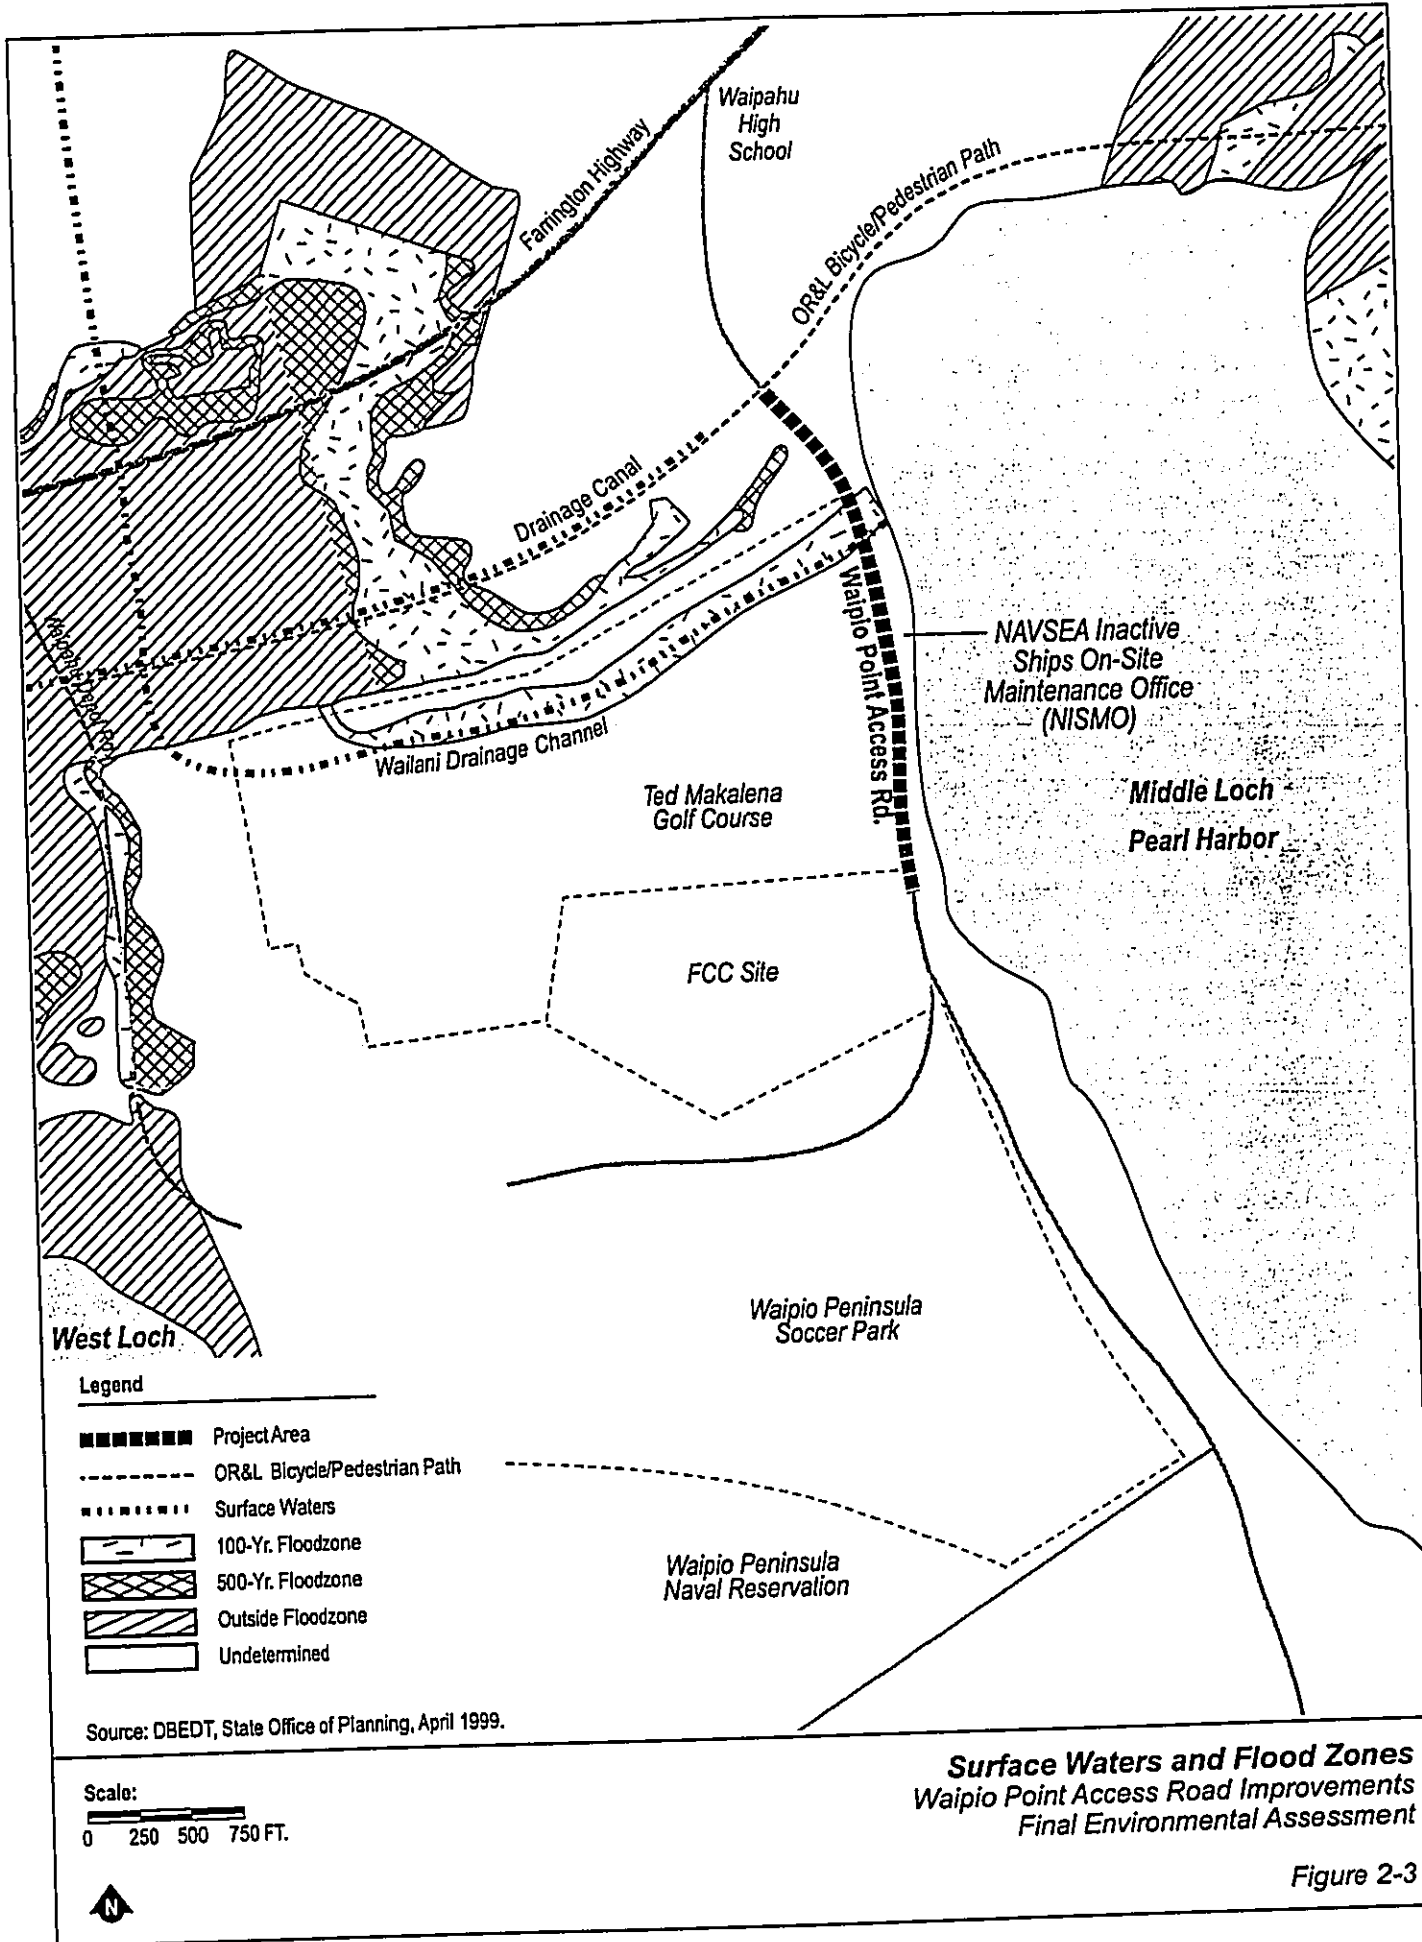 Waipahu
High
School
Farrington Highway
OR&L Bicycle/Pedestrian Path
Drainage Canal
Waipahu Depot Rd.
Wailani Drainage Channel
Waipio Point Access Rd.
NAVSEA Inactive
Ships On-Site
Maintenance Office
(NISMO)
Ted Makalena
Golf Course
Middle Loch
Pearl Harbor
FCC Site
Waipio Peninsula
Soccer Park
West Loch
Legend
Project Area
OR&L Bicycle/Pedestrian Path
Surface Waters
100-Yr. Floodzone
500-Yr. Floodzone
Outside Floodzone
Undetermined
Waipio Peninsula
Naval Reservation
Source: DBEDT, State Office of Planning, April 1999.
Surface Waters and Flood Zones
Waipio Point Access Road Improvements
Final Environmental Assessment
Figure 2-3
Scale:
0 250 500 750 FT.
N